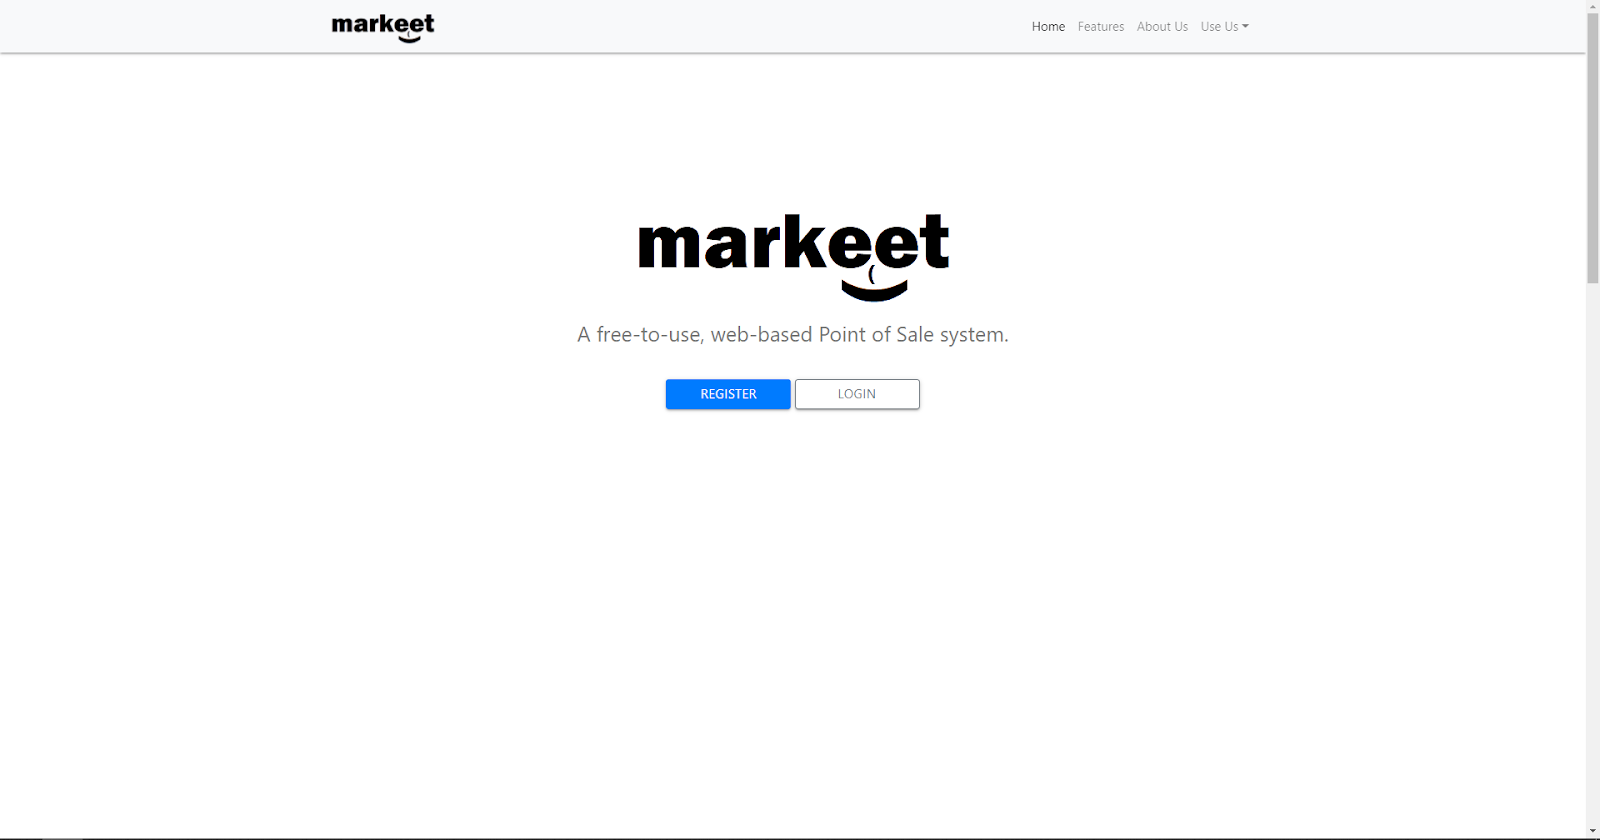 markeet
Home Features About Us Use Us
markeet
A free-to-use, web-based Point of Sale system.
REGISTER LOGIN